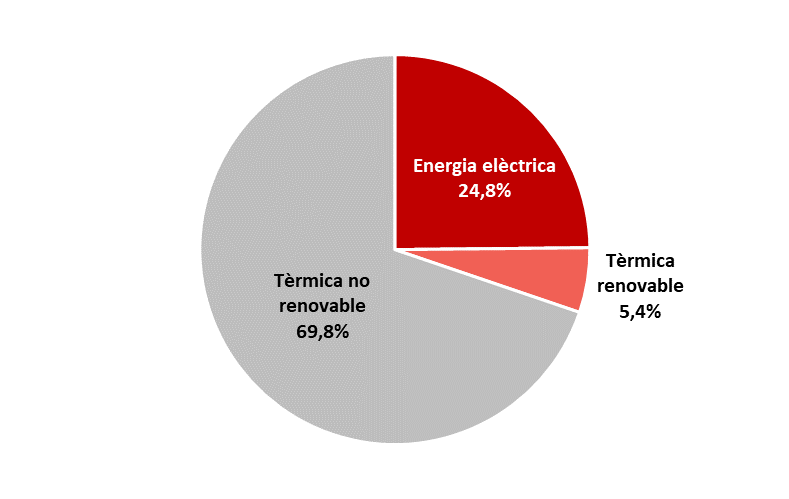 Energia elèctrica
24,8%
Tèrmica
renovable
5,4%
Tèrmica no
renovable
69,8%